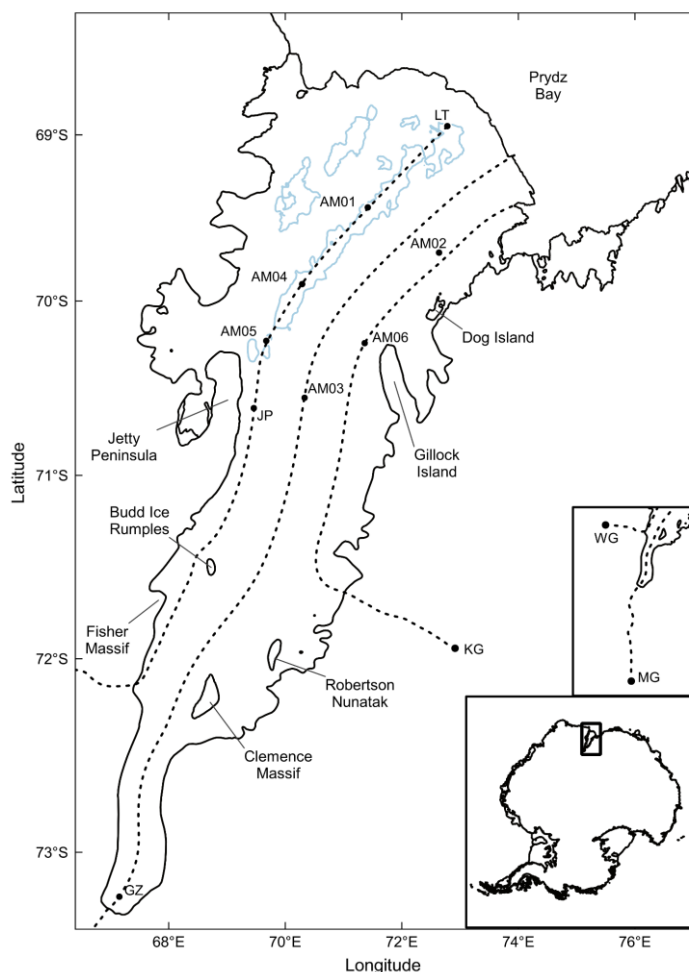 Prydz
Bay
69°S
LT
AM01
AM02
AM04
70°S
AM05
AM06
Dog Island
AM03
JP
Jetty
Peninsula
Gillock
Island
71°S
Latitude
Budd Ice
Rumples
WG
Fisher
Massif
KG
72°S
MG
Robertson
Nunatak
Clemence
Massif
73°S
GZ
68°E
70°E
72°E
74°E
76°E
Longitude